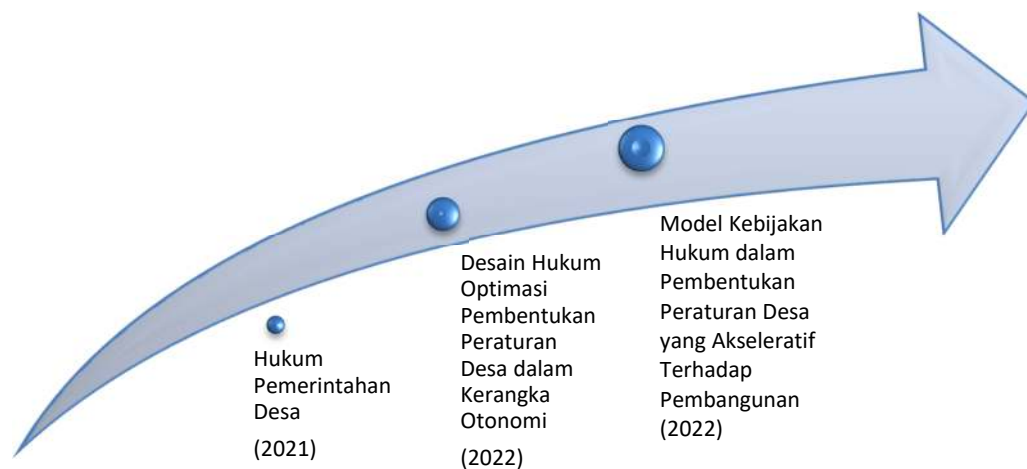 Hukum
Pemerintahan
Desa
(2021)
Desain Hukum
Optimasi
Pembentukan
Peraturan
Desa dalam
Kerangka
Otonomi
(2022)
Model Kebijakan
Hukum dalam
Pembentukan
Peraturan Desa
yang Akseleratif
Terhadap
Pembangunan
(2022)